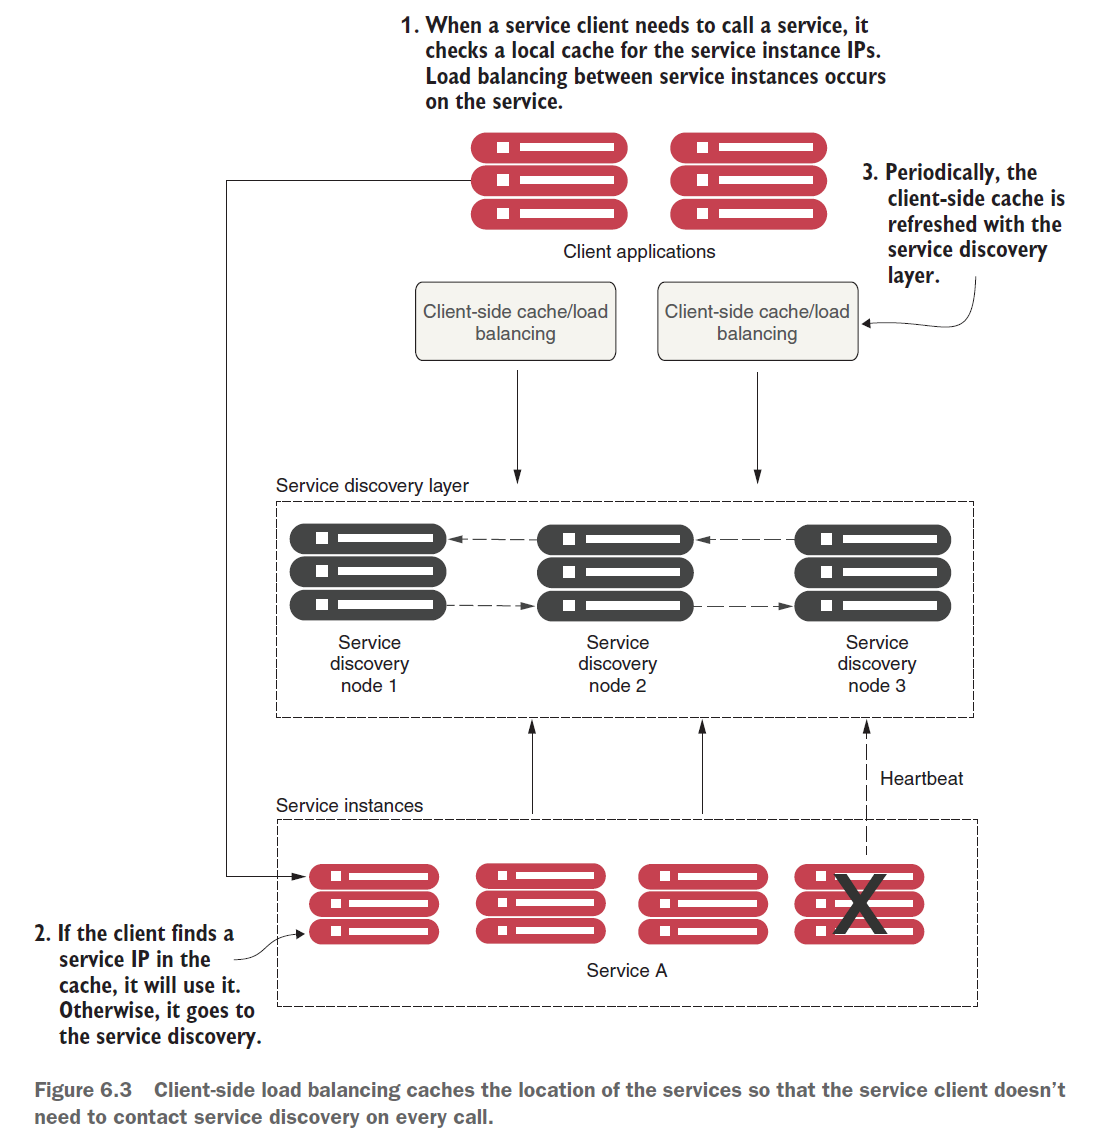 1. When a service client needs to call a service, it
checks a local cache for the service instance IPs.
Load balancing between service instances occurs
on the service.
3. Periodically, the
client-side cache is
refreshed with the
service discovery
layer.
Client applications
Client-side cache/load
balancing
Client-side cache/load
balancing
Service discovery layer
Service
discovery
node 1
Service
discovery
node 2
Service
discovery
node 3
Heartbeat
Service instances
X
2. If the client finds a
service IP in the
cache, it will use it.
Otherwise, it goes to
the service discovery.
Service A
Figure 6.3 Client-side load balancing caches the location of the services so that the service client doesn’t
need to contact service discovery on every call.